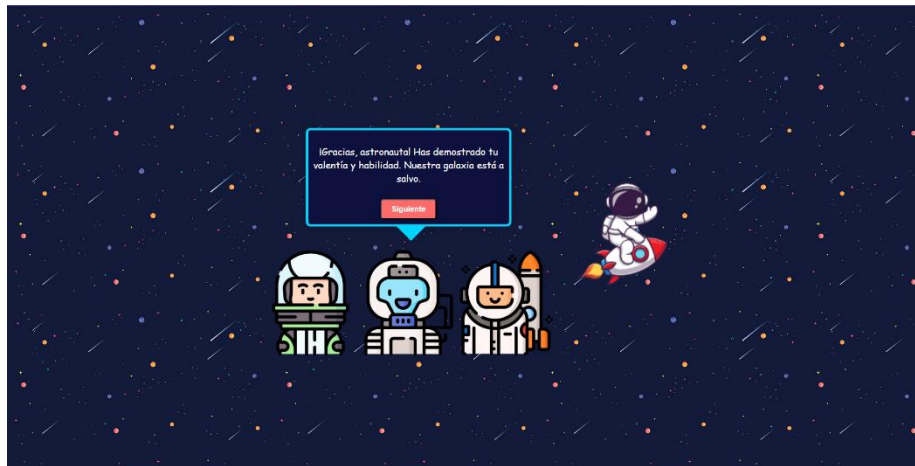 ¡Gracias, astronauta! Has demostrado tu
valentía y habilidad. Nuestra galaxia está a
salvo.
Siguiente